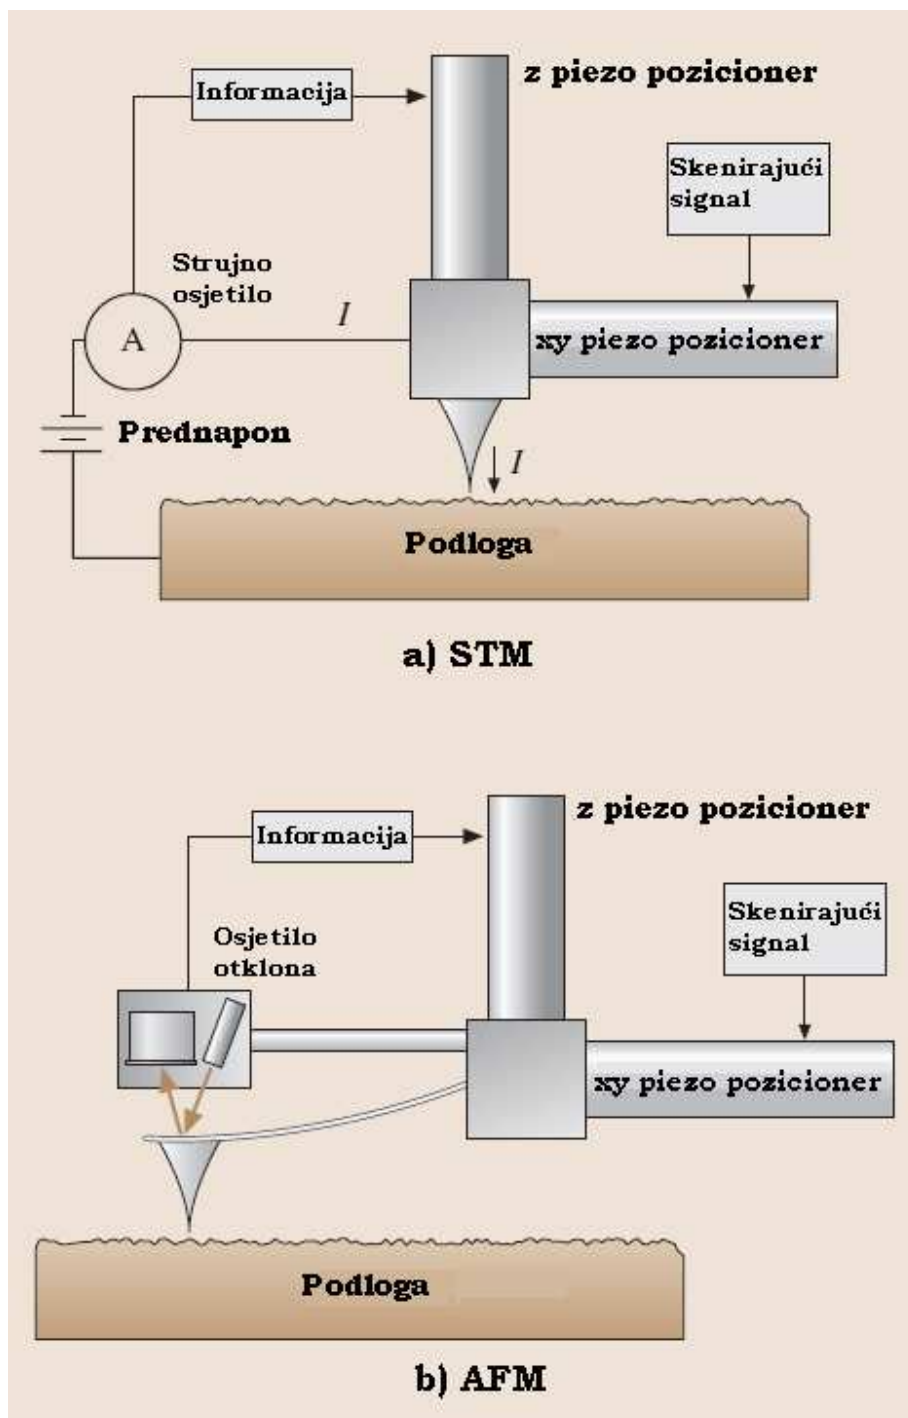 z piezo pozicioner
Informacija
Skenirajući
signal
Strujno
osjetilo
I
A
xy piezo pozicioner
Prednapon
I
Podloga
a) STM
z piezo pozicioner
Informacija
Skenirajući
signal
Osjetilo
otklona
xy piezo pozicioner
Podloga
b) AFM